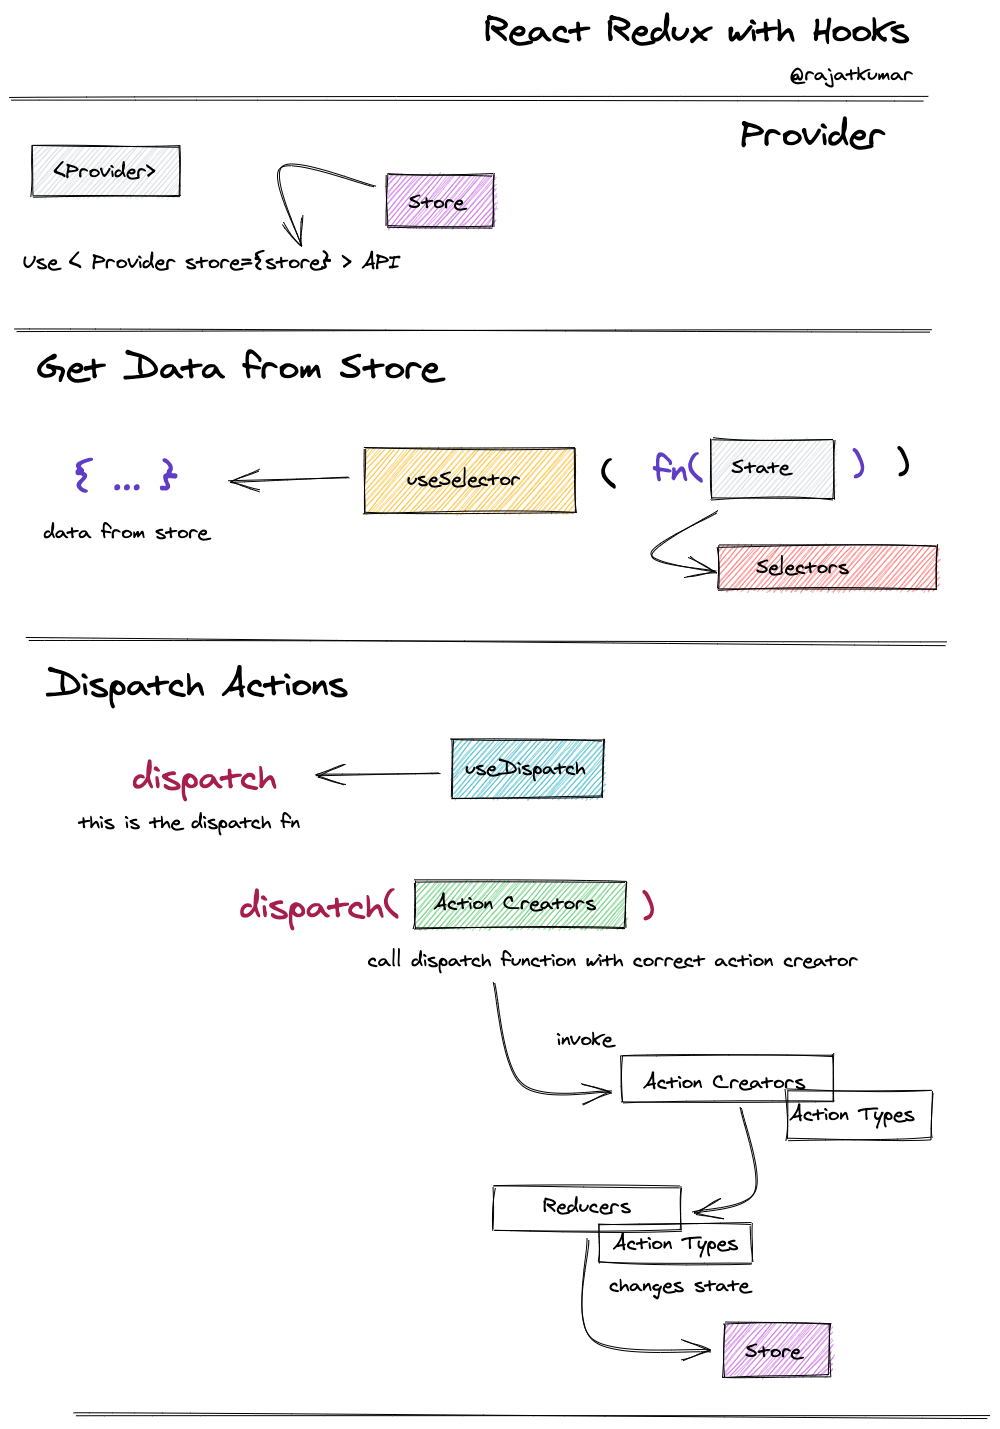 React Redux with Hooks
@rajatkumar
Provider
<Provider>
Store
Use < Provider store={store} > API
Get Data from Store
{ ... }
useSelector ( fn( State ) )
data from store
Selectors
Dispatch Actions
dispatch
useDispatch
this is the dispatch fn
dispatch( Action Creators )
call dispatch function with correct action creator
invoke
Action Creators
Action Types
Reducers
Action Types
changes state
Store